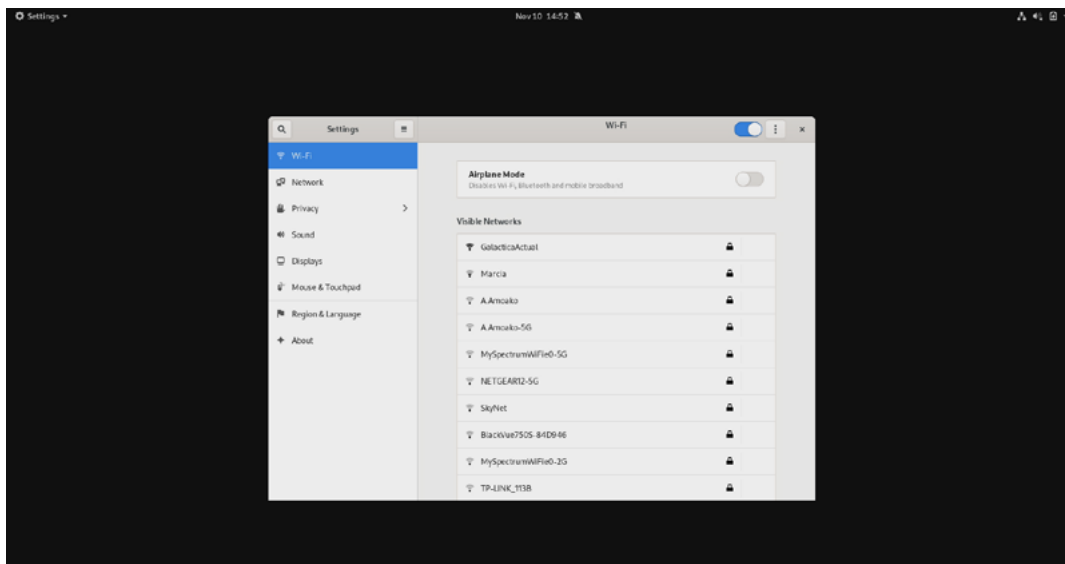 Settings
Nov 10 14:52
Settings
Wi-Fi
Wi-Fi
Network
Privacy
Sound
Displays
Mouse & Touchpad
Region & Language
About
Airplane Mode
Disables Wi-Fi, Bluetooth and mobile broadband
Visible Networks
GalacticaActual
Marcia
A.Amoako
A.Amoako-5G
MySpectrumWiFie0-5G
NETGEAR12-5G
SkyNet
BlackVue750S-84D946
MySpectrumWiFie0-2G
TP-LINK_113B